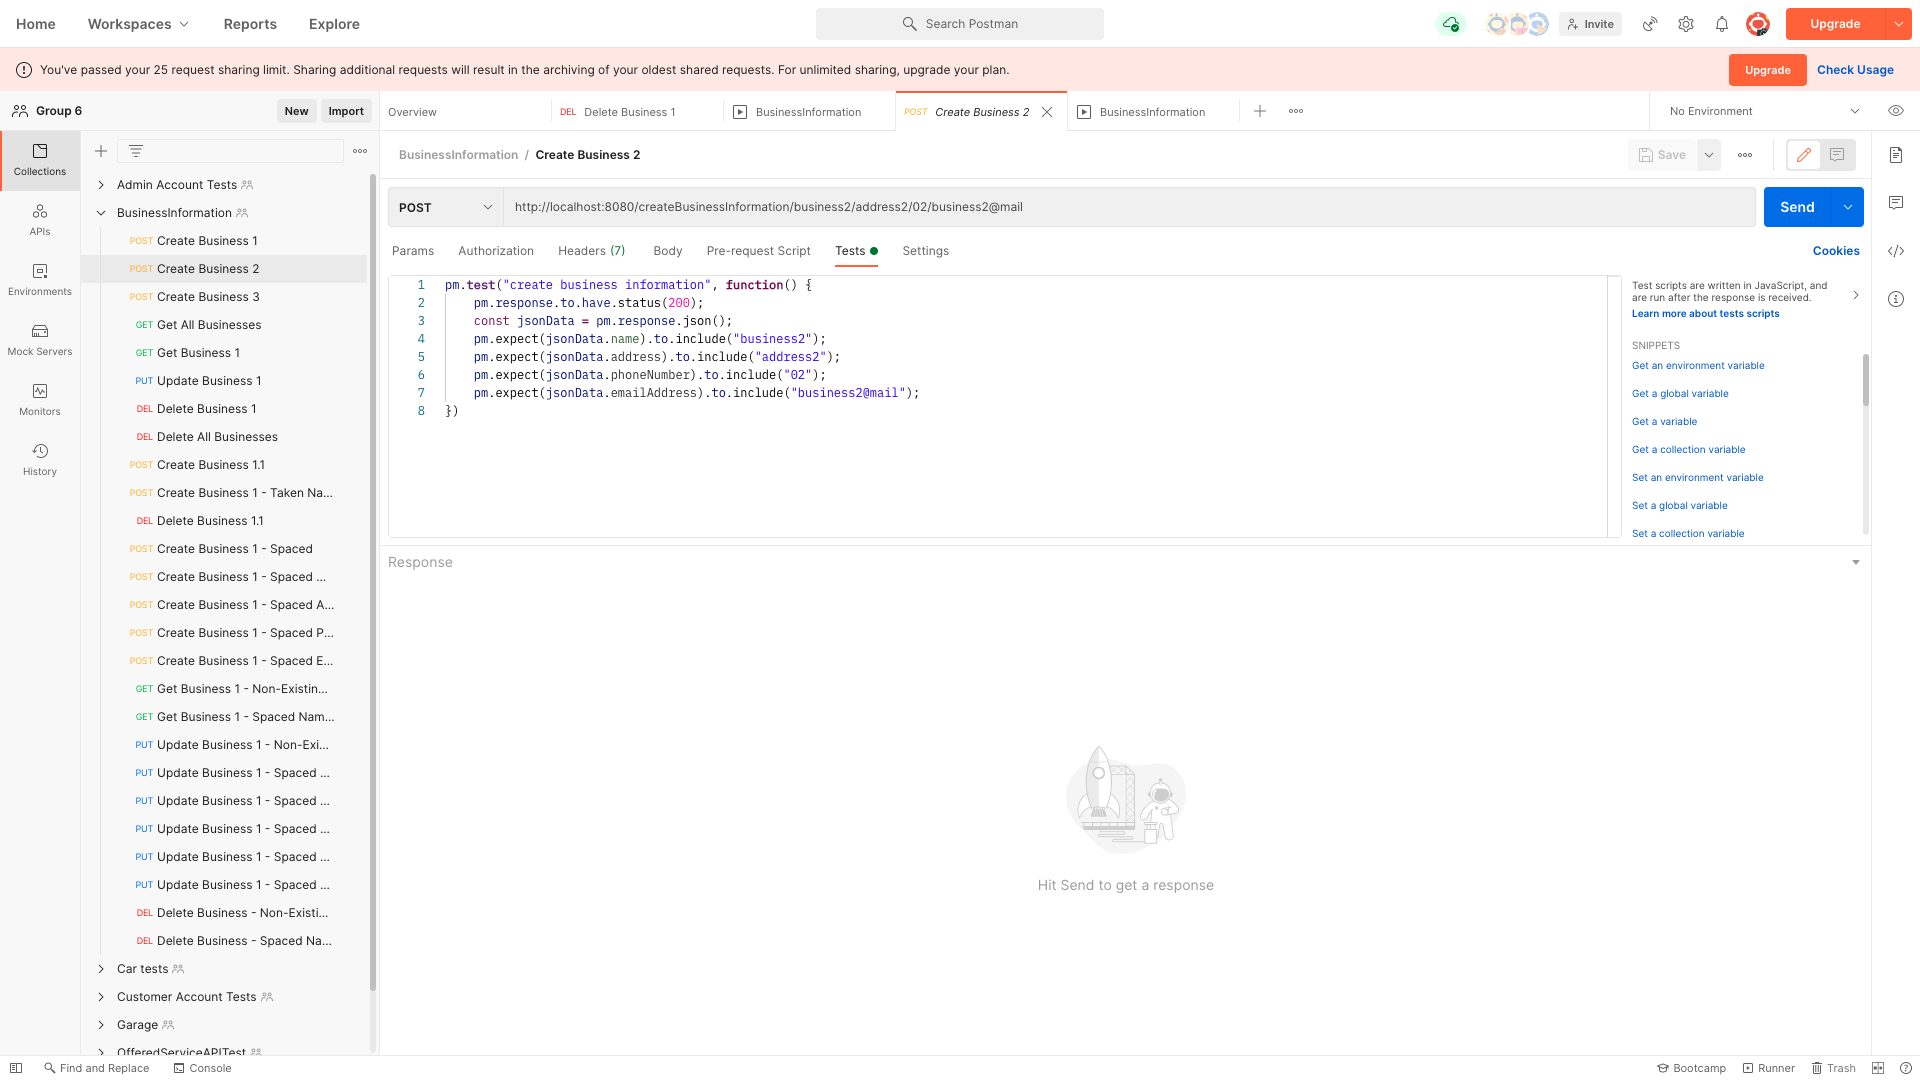 Home
Workspaces
Reports
Explore
Search Postman
Invite
Upgrade
You've passed your 25 request sharing limit. Sharing additional requests will result in the archiving of your oldest shared requests. For unlimited sharing, upgrade your plan.
Upgrade
Check Usage
Group 6
New
Import
Overview
DEL Delete Business 1
BusinessInformation
POST Create Business 2
BusinessInformation
No Environment
Collections
APIs
Environments
Mock Servers
Monitors
History
Admin Account Tests
BusinessInformation
POST Create Business 1
POST Create Business 2
POST Create Business 3
GET Get All Businesses
GET Get Business 1
PUT Update Business 1
DEL Delete Business 1
DEL Delete All Businesses
POST Create Business 1.1
POST Create Business 1 - Taken Na...
DEL Delete Business 1.1
POST Create Business 1 - Spaced
POST Create Business 1 - Spaced ...
POST Create Business 1 - Spaced A...
POST Create Business 1 - Spaced P...
POST Create Business 1 - Spaced E...
GET Get Business 1 - Non-Existin...
GET Get Business 1 - Spaced Nam...
PUT Update Business 1 - Non-Exi...
PUT Update Business 1 - Spaced ...
PUT Update Business 1 - Spaced ...
PUT Update Business 1 - Spaced ...
PUT Update Business 1 - Spaced ...
PUT Update Business 1 - Spaced ...
DEL Delete Business - Non-Existi...
DEL Delete Business - Spaced Na...
Car tests
Customer Account Tests
Garage
OfferedServiceAPITest
BusinessInformation / Create Business 2
Save
POST
http://localhost:8080/createBusinessInformation/business2/address2/02/business2@mail
Send
Params
Authorization
Headers (7)
Body
Pre-request Script
Tests
Settings
Cookies
1 pm.test("create business information", function() {
2 pm.response.to.have.status(200);
3 const jsonData = pm.response.json();
4 pm.expect(jsonData.name).to.include("business2");
5 pm.expect(jsonData.address).to.include("address2");
6 pm.expect(jsonData.phoneNumber).to.include("02");
7 pm.expect(jsonData.emailAddress).to.include("business2@mail");
8 })
Test scripts are written in JavaScript, and
are run after the response is received.
Learn more about tests scripts
SNIPPETS
Get an environment variable
Get a global variable
Get a variable
Get a collection variable
Set an environment variable
Set a global variable
Set a collection variable
Response
Hit Send to get a response
Find and Replace
Console
Bootcamp
Runner
Trash